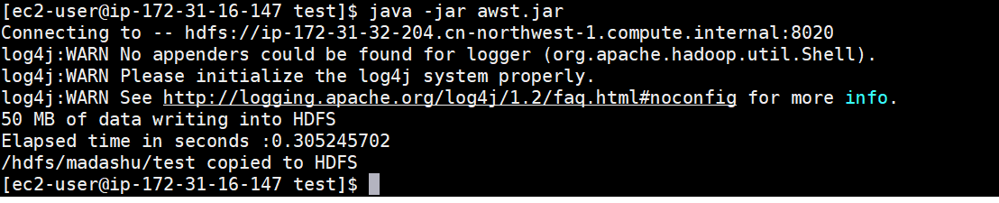 [ec2-user@ip-172-31-16-147 test]$ java -jar awst.jar
Connecting to -- hdfs://ip-172-31-32-204.cn-northwest-1.compute.internal:8020
log4j:WARN No appenders could be found for logger (org.apache.hadoop.util.Shell).
log4j:WARN Please initialize the log4j system properly.
log4j:WARN See http://logging.apache.org/log4j/1.2/faq.html#noconfig for more info.
50 MB of data writing into HDFS
Elapsed time in seconds :0.305245702
/hdfs/madashu/test copied to HDFS
[ec2-user@ip-172-31-16-147 test]$